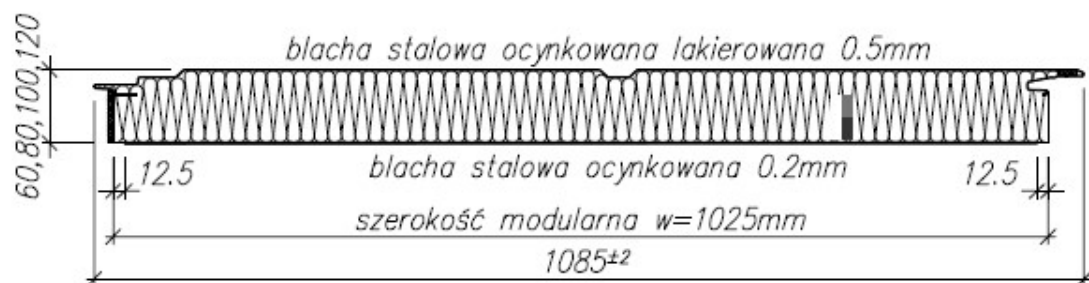 blacha stalowa ocynkowana lakierowana 0.5mm
60,80,100,120
12.5
blacha stalowa ocynkowana 0.2mm
12.5
szerokość modularna w=1025mm
1085±2